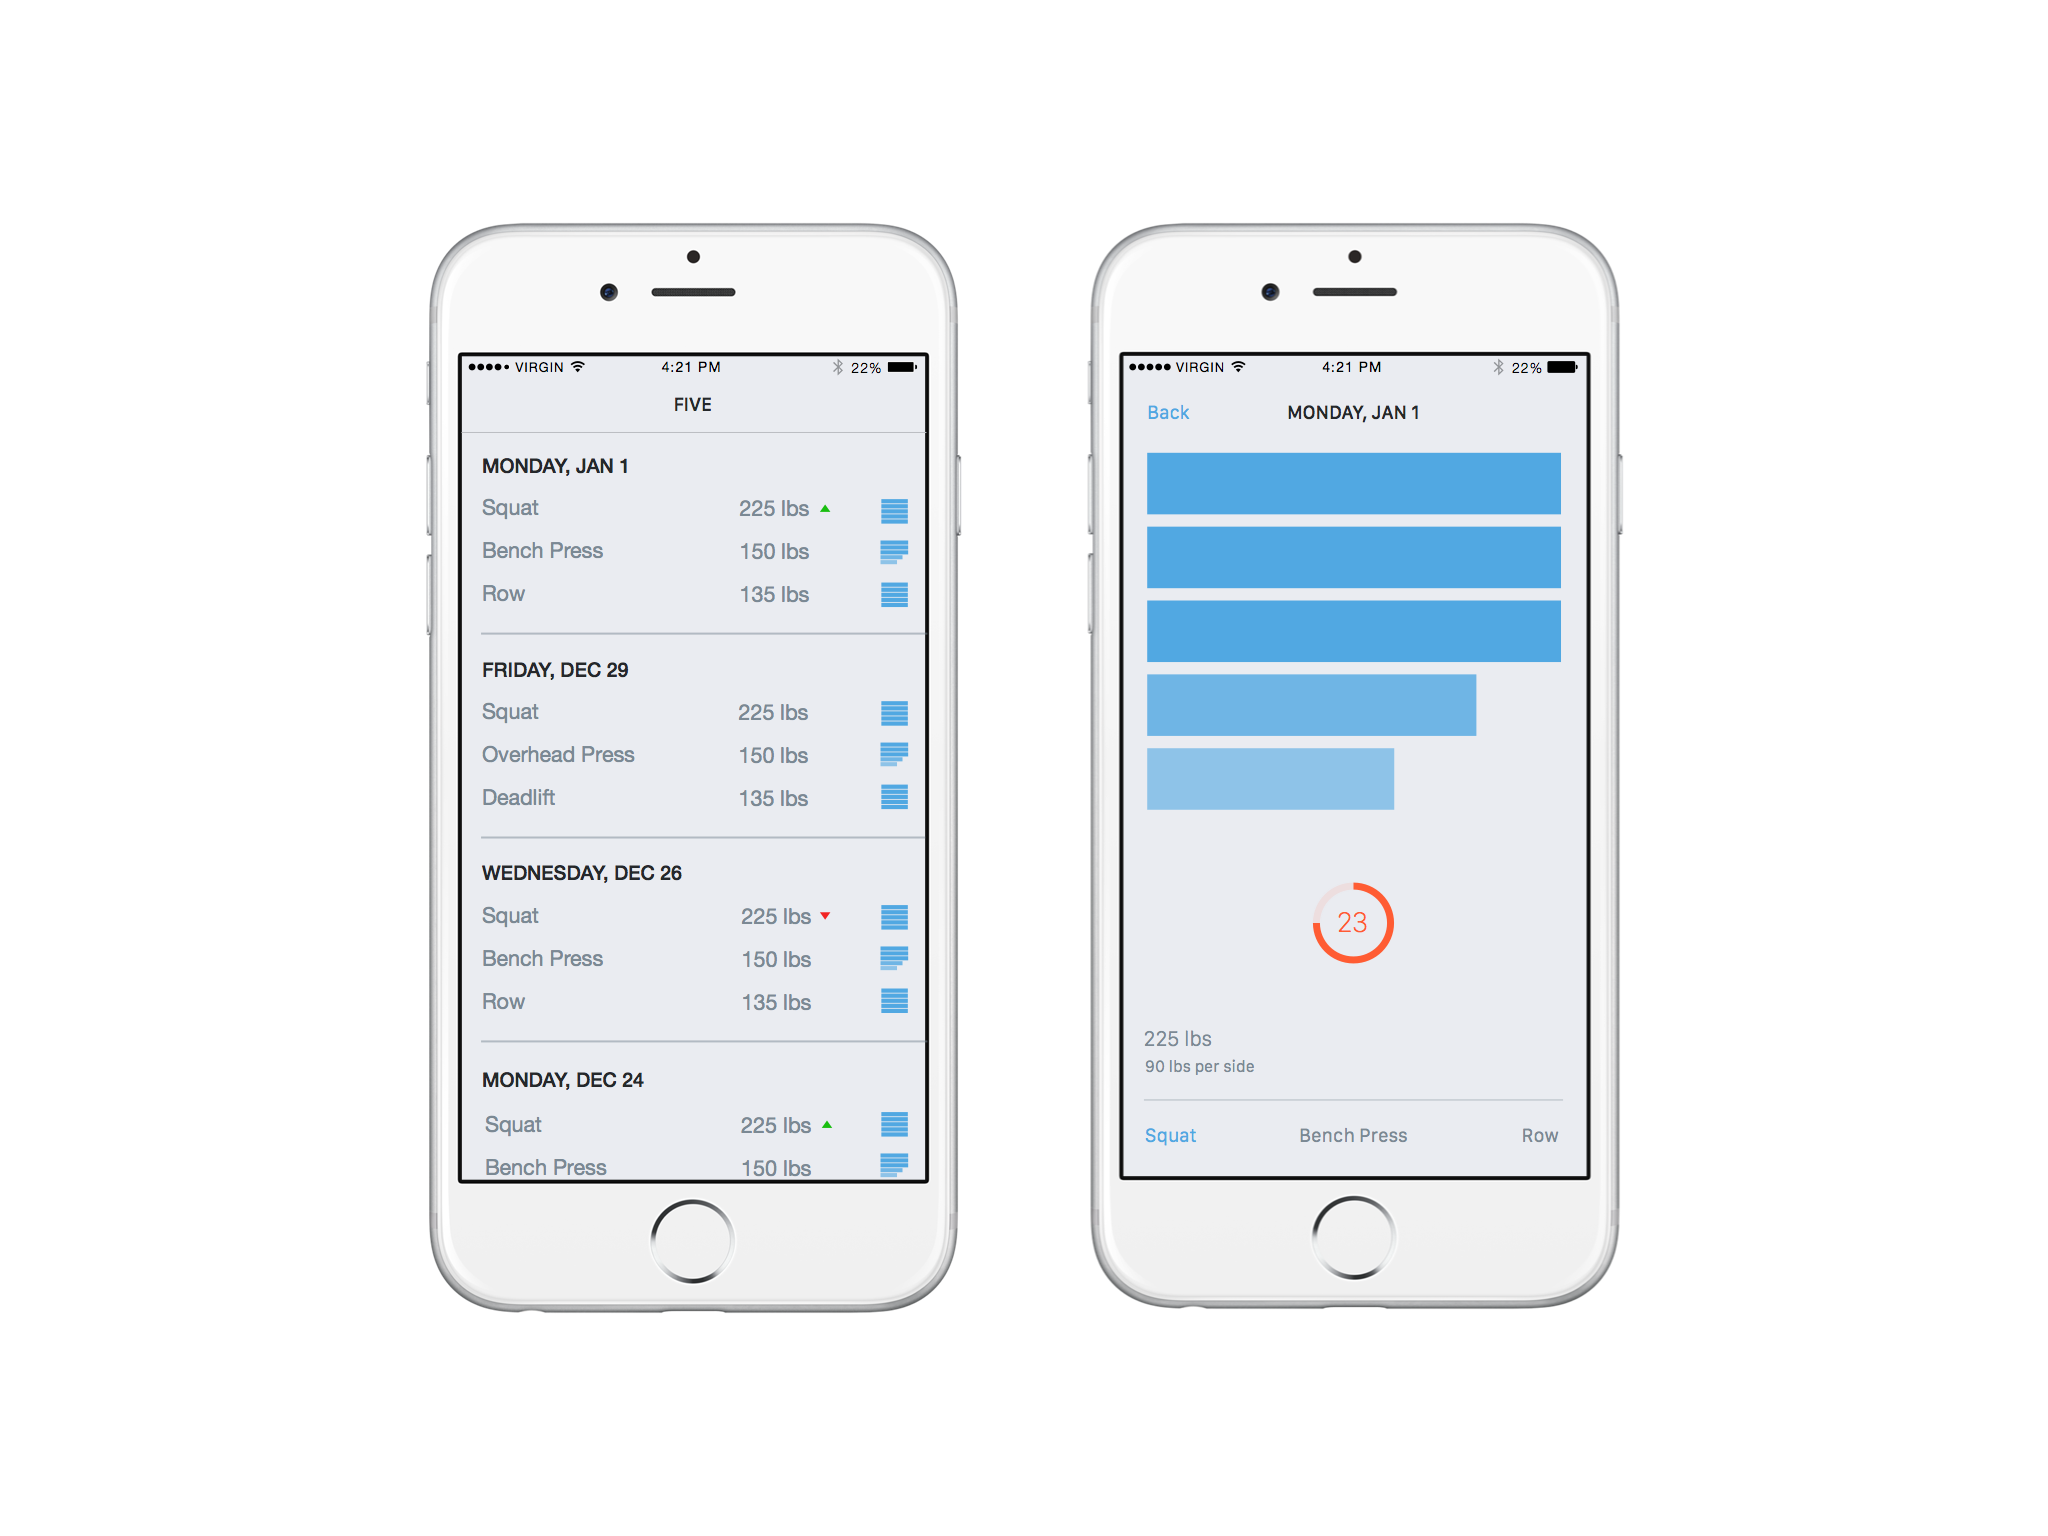 VIRGIN 4:21 PM 22%
FIVE
MONDAY, JAN 1
Squat 225 lbs
Bench Press 150 lbs
Row 135 lbs
FRIDAY, DEC 29
Squat 225 lbs
Overhead Press 150 lbs
Deadlift 135 lbs
WEDNESDAY, DEC 26
Squat 225 lbs
Bench Press 150 lbs
Row 135 lbs
MONDAY, DEC 24
Squat 225 lbs
Bench Press 150 lbs
VIRGIN 4:21 PM 22%
Back MONDAY, JAN 1
23
225 lbs
90 lbs per side
Squat Bench Press Row